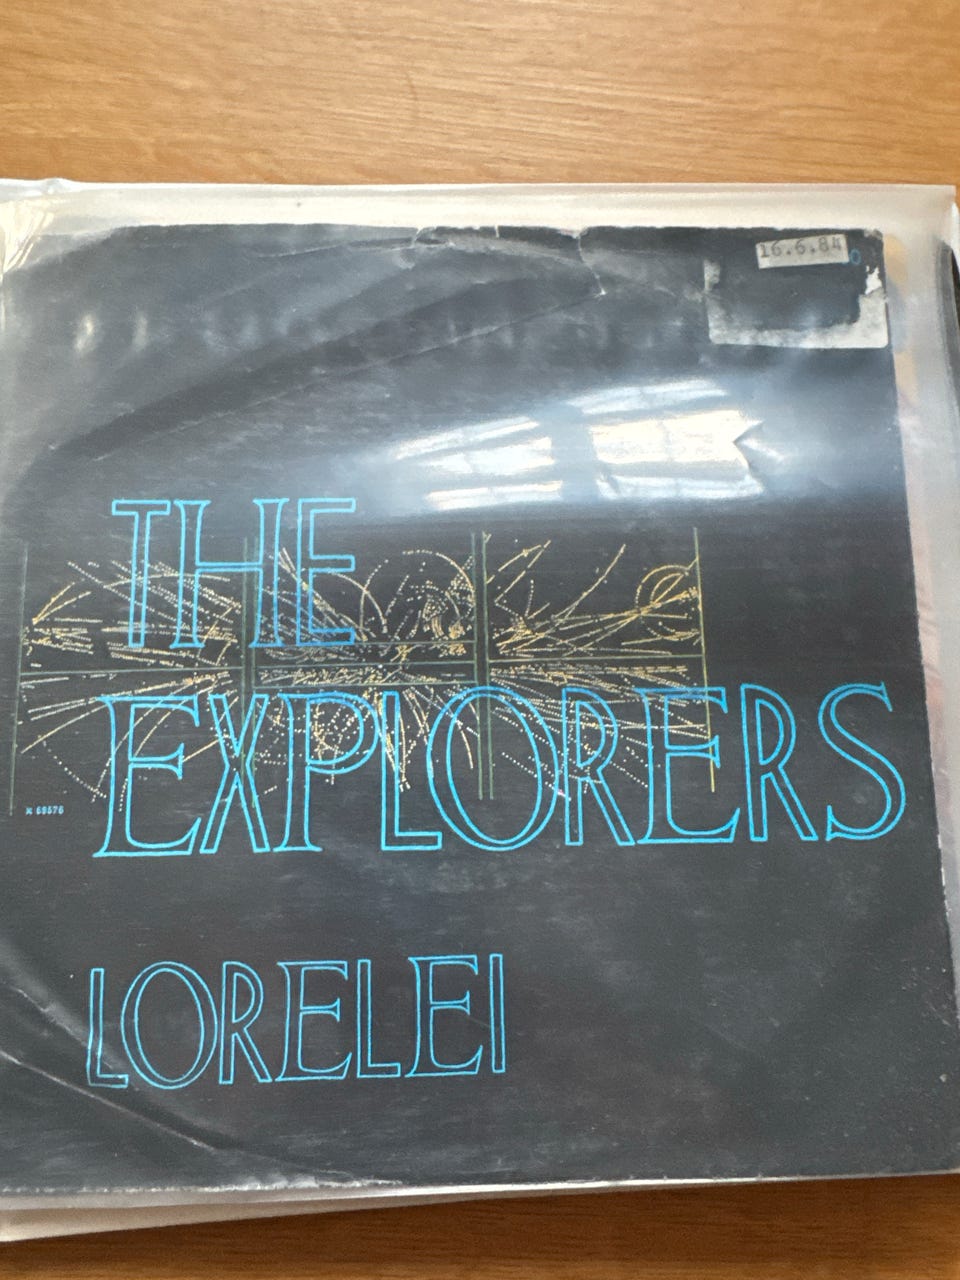 16.6.84
THE
EXPLORERS
LORELEI